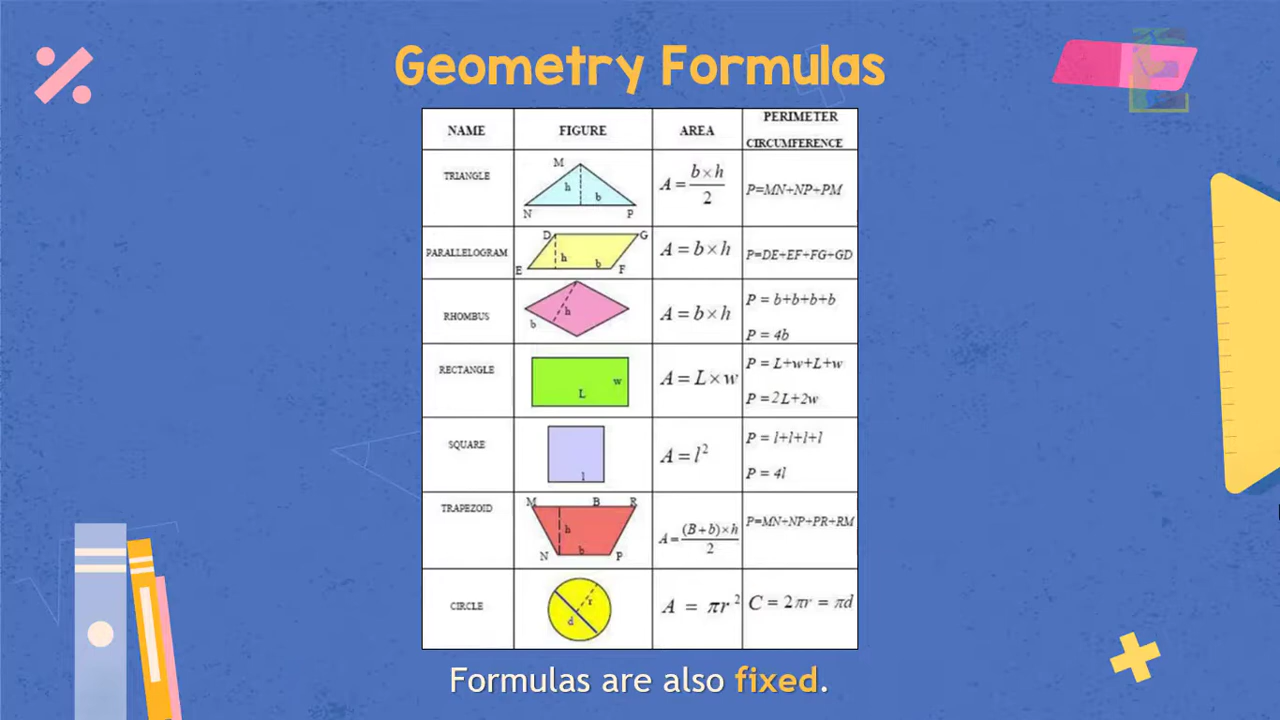 Geometry Formulas
NAME FIGURE AREA PERIMETER CIRCUMFERENCE
TRIANGLE
M
h
b
N P
A = b×h/2
P=MN+NP+PM
PARALLELOGRAM
D G
h
b
E F
A = b×h
P=DE+EF+FG+GD
RHOMBUS
h
b
A = b×h
P = b+b+b+b
P = 4b
RECTANGLE
w
L
A = L×w
P = L+w+L+w
P = 2L+2w
SQUARE
l
A = l²
P = l+l+l+l
P = 4l
TRAPEZOID
M B R
h
b
N P
A = (B+b)×h/2
P=MN+NP+PR+RM
CIRCLE
r
d
A = πr²
C = 2πr = πd
Formulas are also fixed.